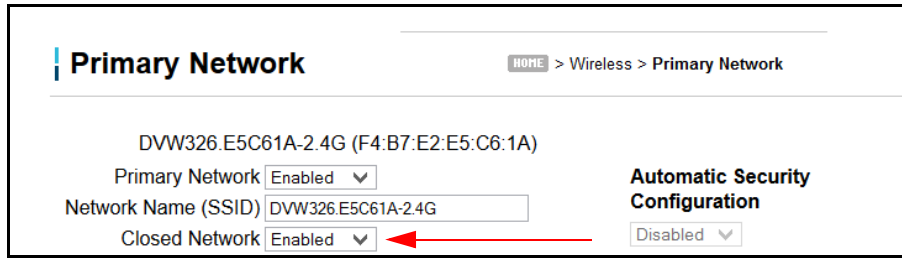 Primary Network
HOME > Wireless > Primary Network
DVW326.E5C61A-2.4G (F4:B7:E2:E5:C6:1A)
Primary Network Enabled
Network Name (SSID) DVW326.E5C61A-2.4G
Closed Network Enabled
Automatic Security
Configuration
Disabled